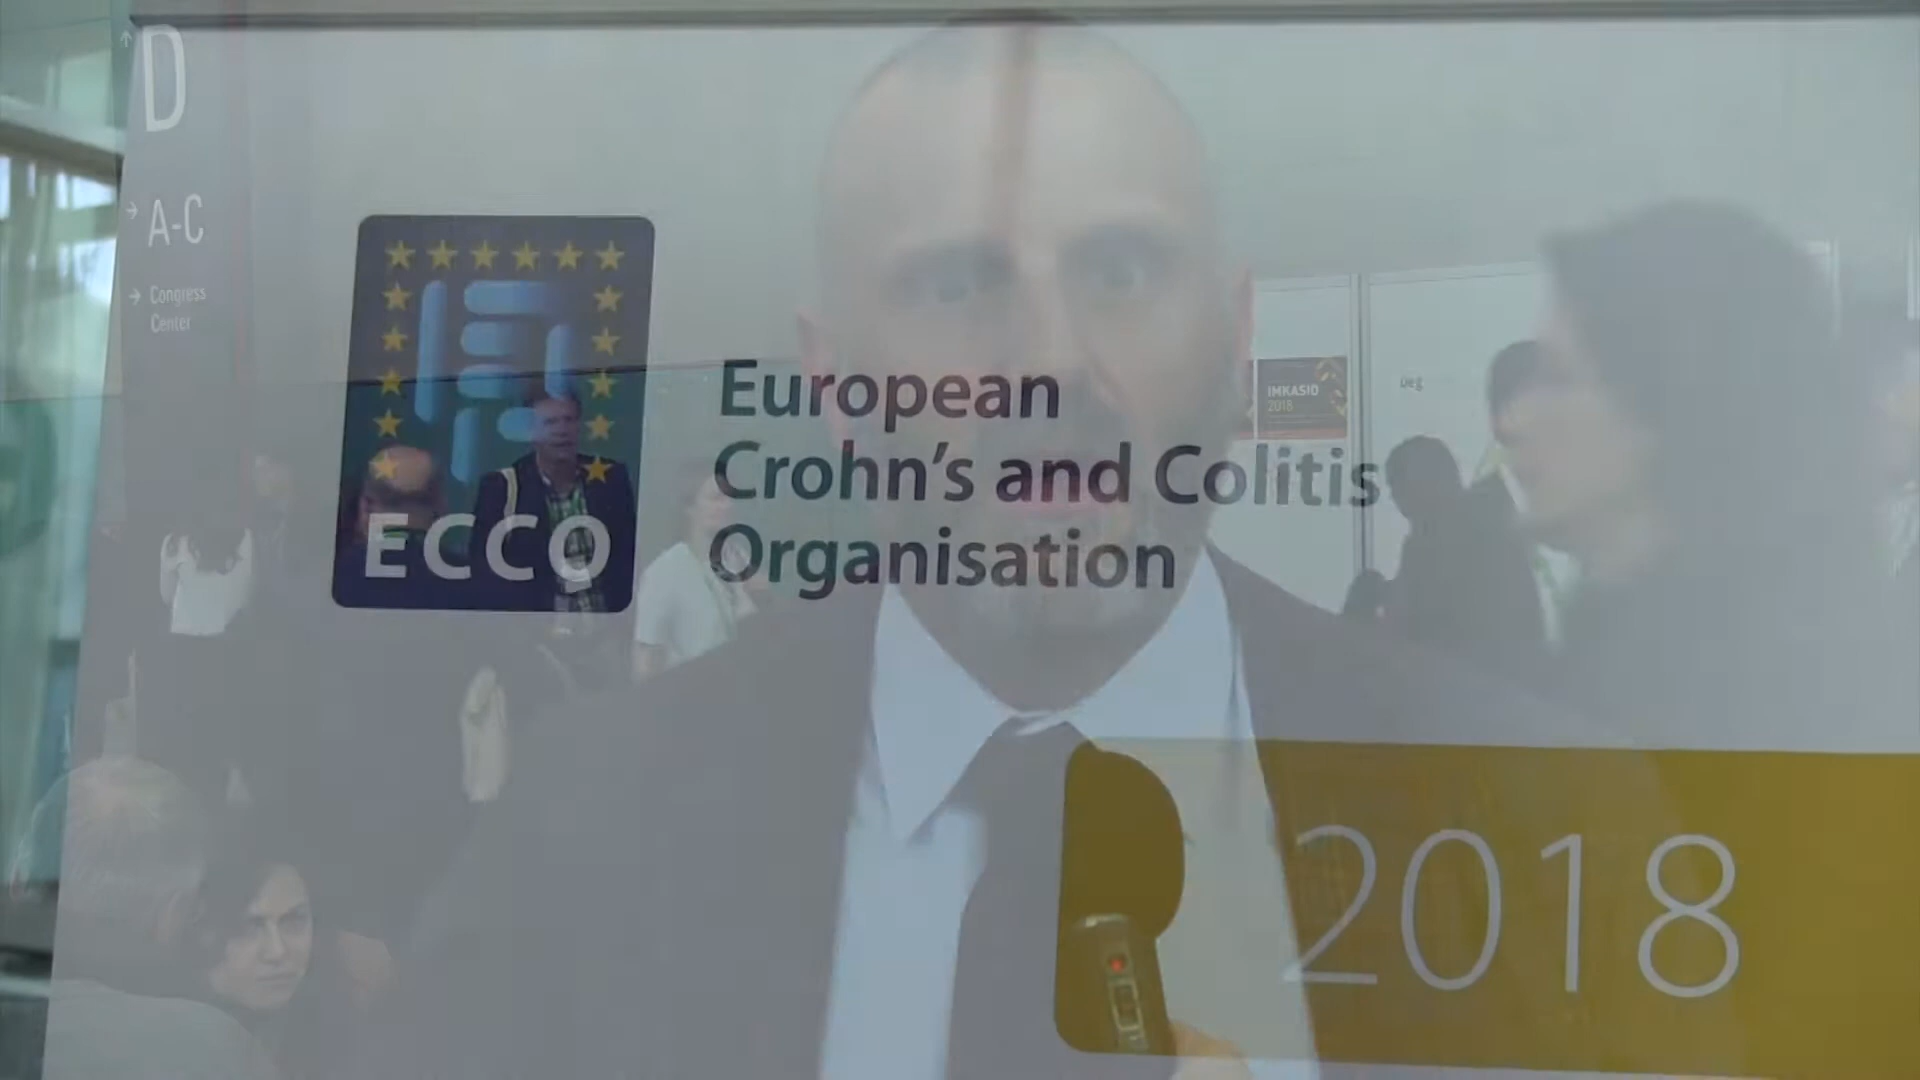 D
A-C
Congress
Center
ECCO
European
Crohn's and Colitis
Organisation
IMKASID
2018
2018